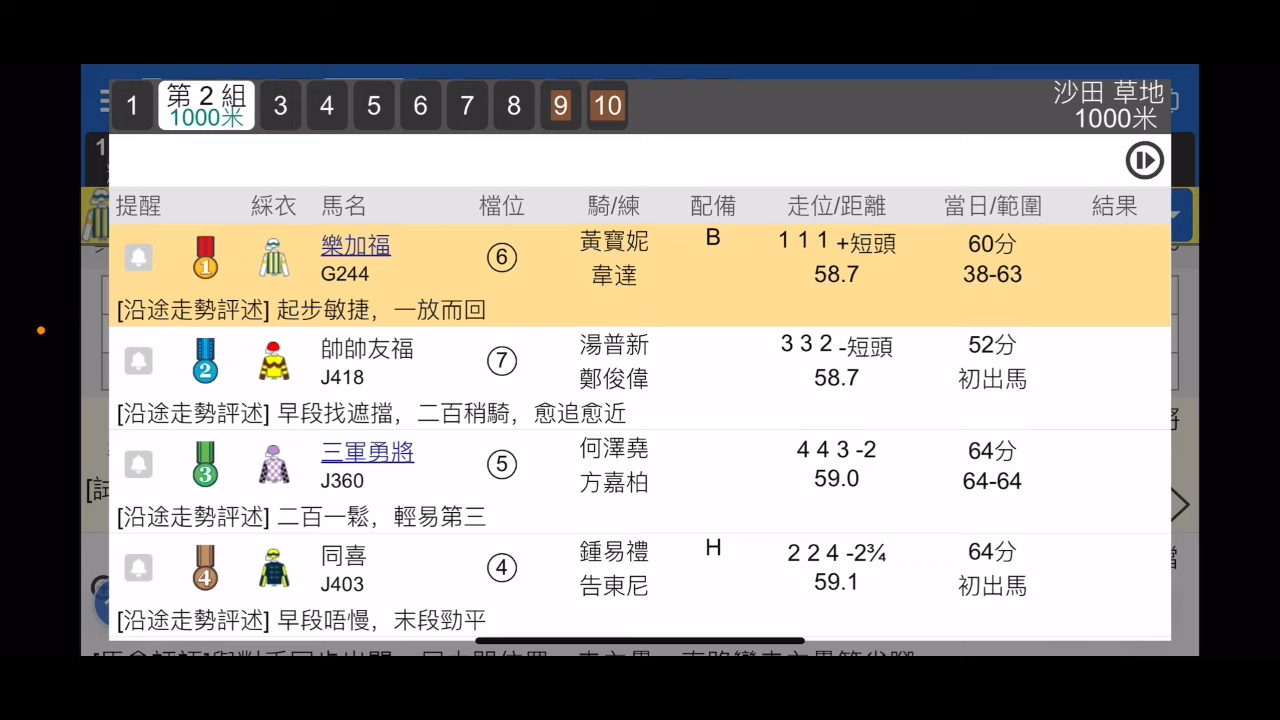 1 第 2 組 3 4 5 6 7 8 9 10 沙田 草地
1000米 1000米
提醒 綵衣 馬名 檔位 騎/練 配備 走位/距離 當日/範圍 結果
1 樂加福 6 黃寶妮 B 1 1 1 +短頭 60分
G244 韋達 58.7 38-63
[沿途走勢評述] 起步敏捷，一放而回
2 帥帥友福 7 湯普新 3 3 2 -短頭 52分
J418 鄭俊偉 58.7 初出馬
[沿途走勢評述] 早段找遮擋，二百稍騎，愈追愈近
3 三軍勇將 5 何澤堯 4 4 3 -2 64分
J360 方嘉柏 59.0 64-64
[沿途走勢評述] 二百一鬆，輕易第三
4 同喜 4 鍾易禮 H 2 2 4 -2¾ 64分
J403 告東尼 59.1 初出馬
[沿途走勢評述] 早段唔慢，末段勁平